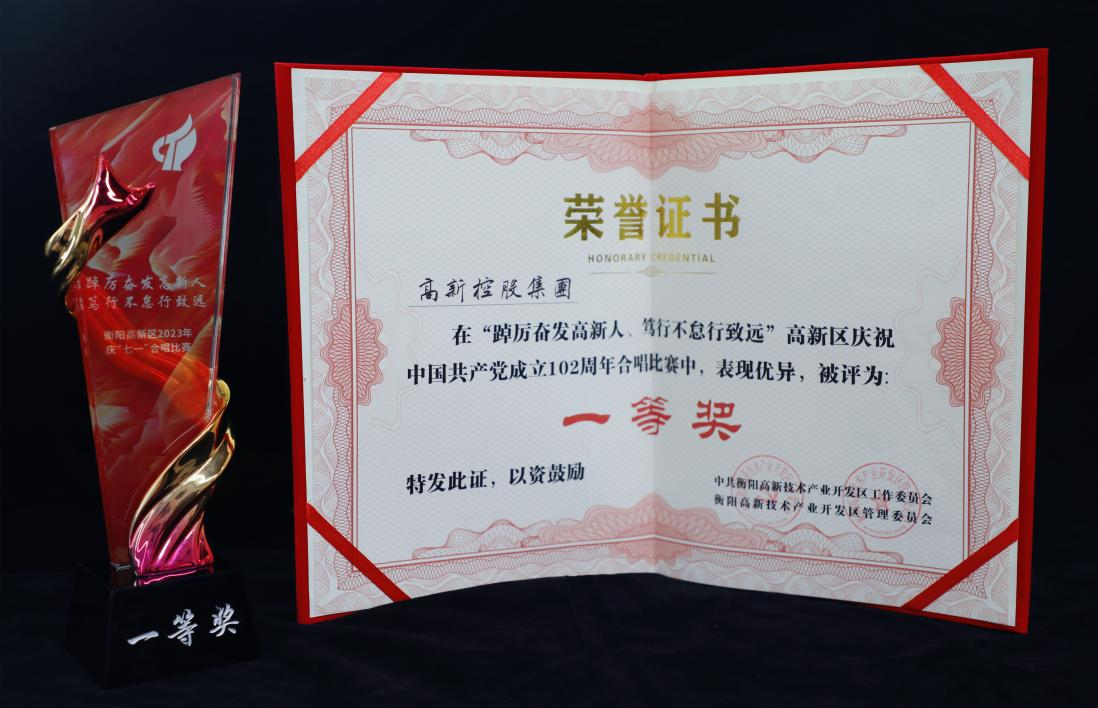 踔厉奋发高新人
笃行不怠行致远
衡阳高新区2023年
庆“七一”合唱比赛
一等奖
荣誉证书
HONORARY CREDENTIAL
高新控股集團
在“踔厉奋发高新人、笃行不怠行致远”高新区庆祝
中国共产党成立102周年合唱比赛中，表现优异，被评为:
一等奖
特发此证，以资鼓励
中共衡阳高新技术产业开发区工作委员会
衡阳高新技术产业开发区管理委员会